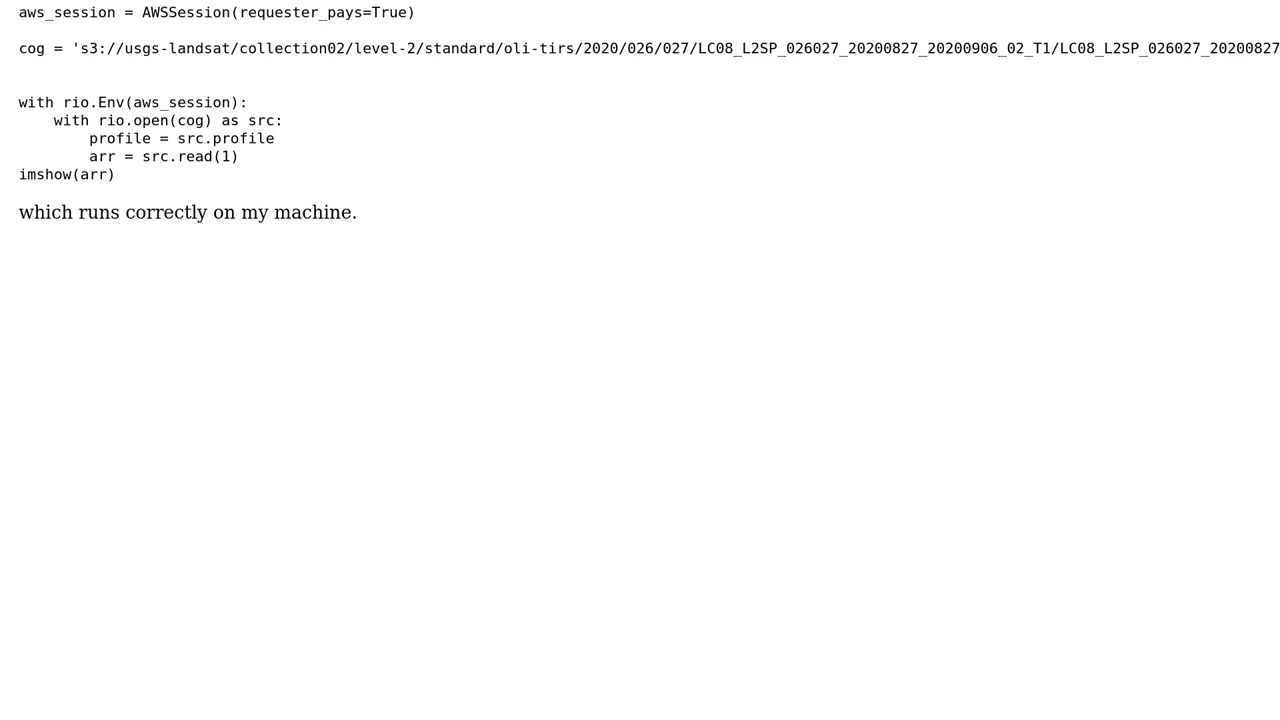 aws_session = AWSSession(requester_pays=True)
cog = 's3://usgs-landsat/collection02/level-2/standard/oli-tirs/2020/026/027/LC08_L2SP_026027_20200827_20200906_02_T1/LC08_L2SP_026027_20200827
with rio.Env(aws_session):
    with rio.open(cog) as src:
        profile = src.profile
        arr = src.read(1)
imshow(arr)
which runs correctly on my machine.